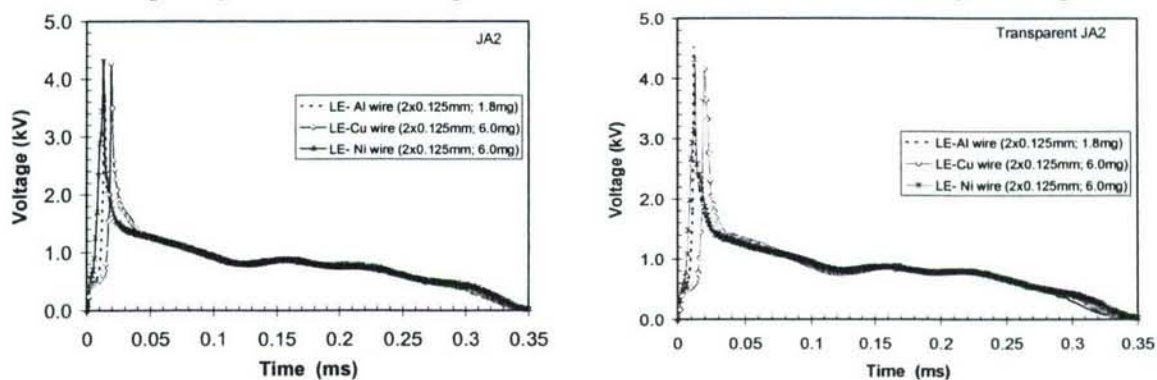 5.0
JA2
4.0
LE- Al wire (2x0.125mm; 1.8mg)
LE-Cu wire (2x0.125mm; 6.0mg)
LE- Ni wire (2x0.125mm; 6.0mg)
3.0
Voltage (kV)
2.0
1.0
0.0
0 0.05 0.1 0.15 0.2 0.25 0.3 0.35
Time (ms)
5.0
Transparent JA2
4.0
LE-Al wire (2x0.125mm; 1.8mg)
LE-Cu wire (2x0.125mm; 6.0mg)
LE- Ni wire (2x0.125mm; 6.0mg)
3.0
Voltage (kV)
2.0
1.0
0.0
0 0.05 0.1 0.15 0.2 0.25 0.3 0.35
Time (ms)